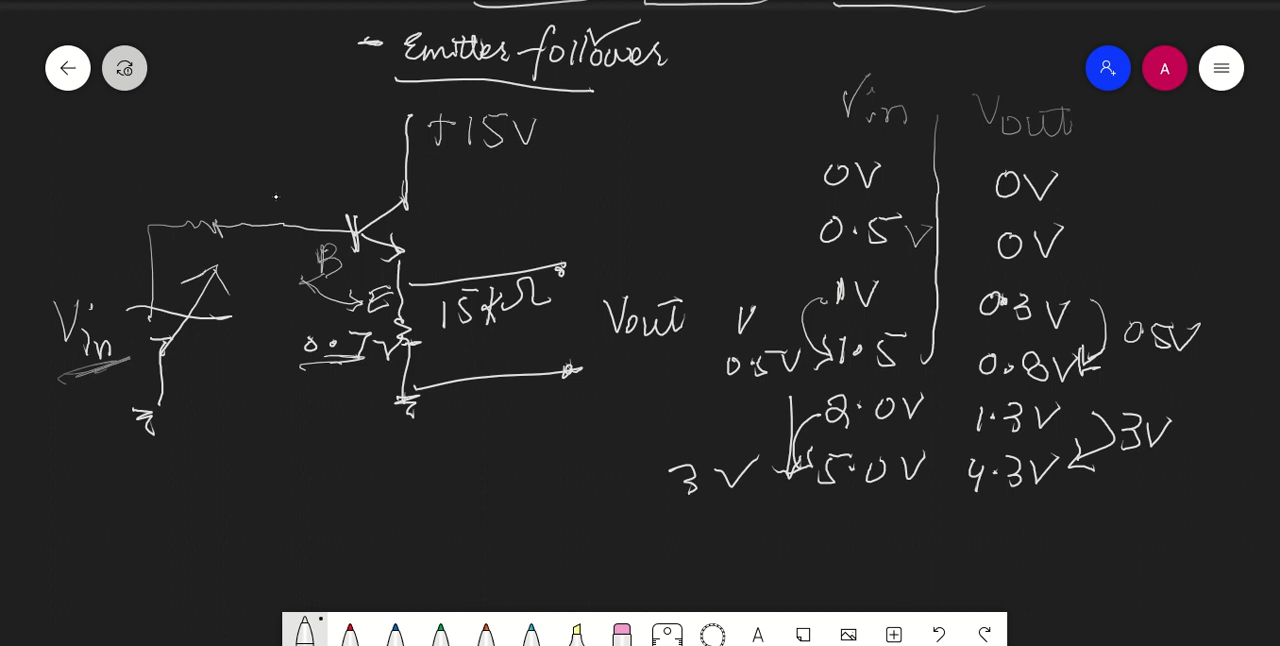 - Emitter-follower
+15V
Vin
B
E
0.7V
15KΩ
Vout
Vin Vout
0V 0V
0.5V 0V
1V 0.3V
V
0.5V 1.5 0.8V 0.5V
2.0V 1.3V
3V 5.0V 4.3V 3V
A
A